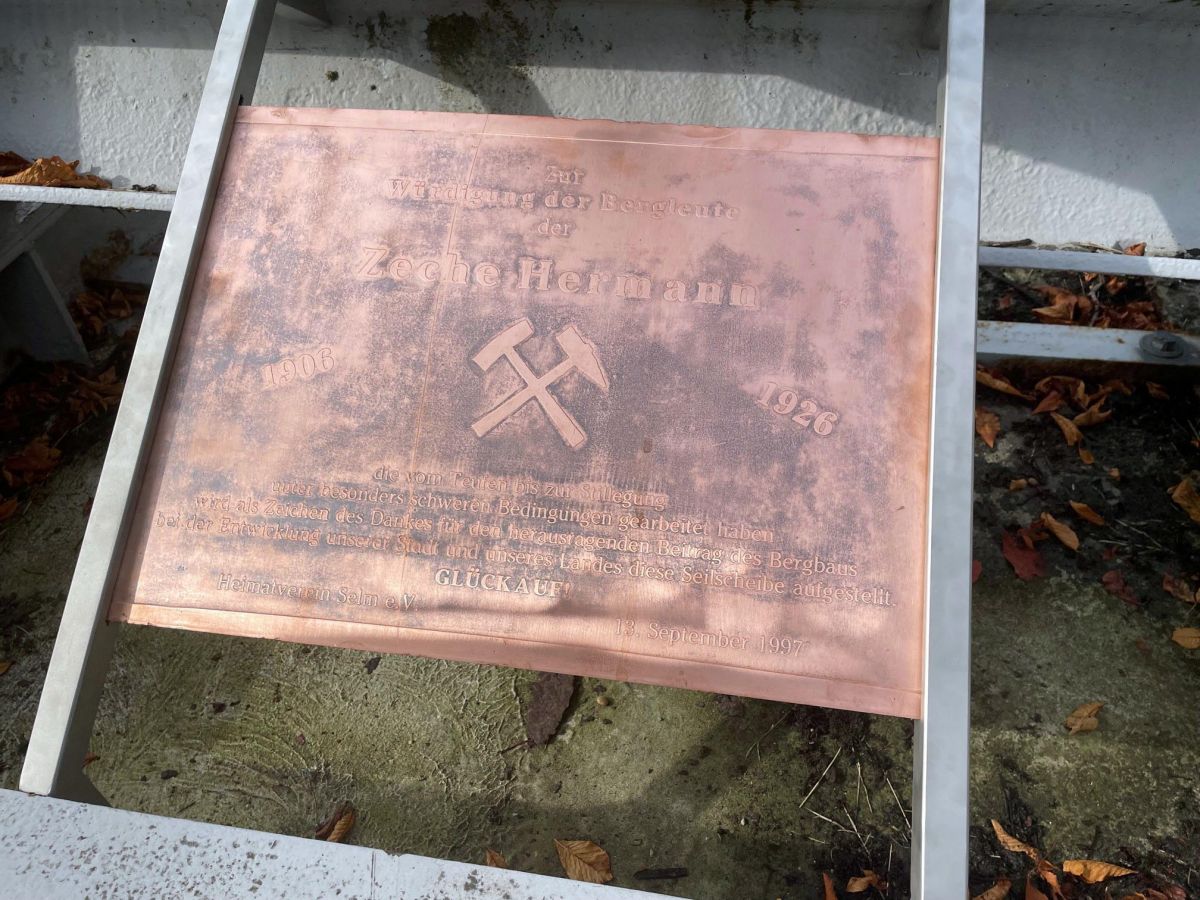 Zur
Würdigung der Bergleute
der
Zeche Hermann
1906
1926
die vom Teufen bis zur Stillegung
unter besonders schweren Bedingungen gearbeitet haben
wird als Zeichen des Dankes für den herausragenden Beitrag des Bergbaus
bei der Entwicklung unserer Stadt und unseres Landes diese Seilscheibe aufgestellt.
GLÜCKAUF!
Heimatverein Selm e.V.
13. September 1997